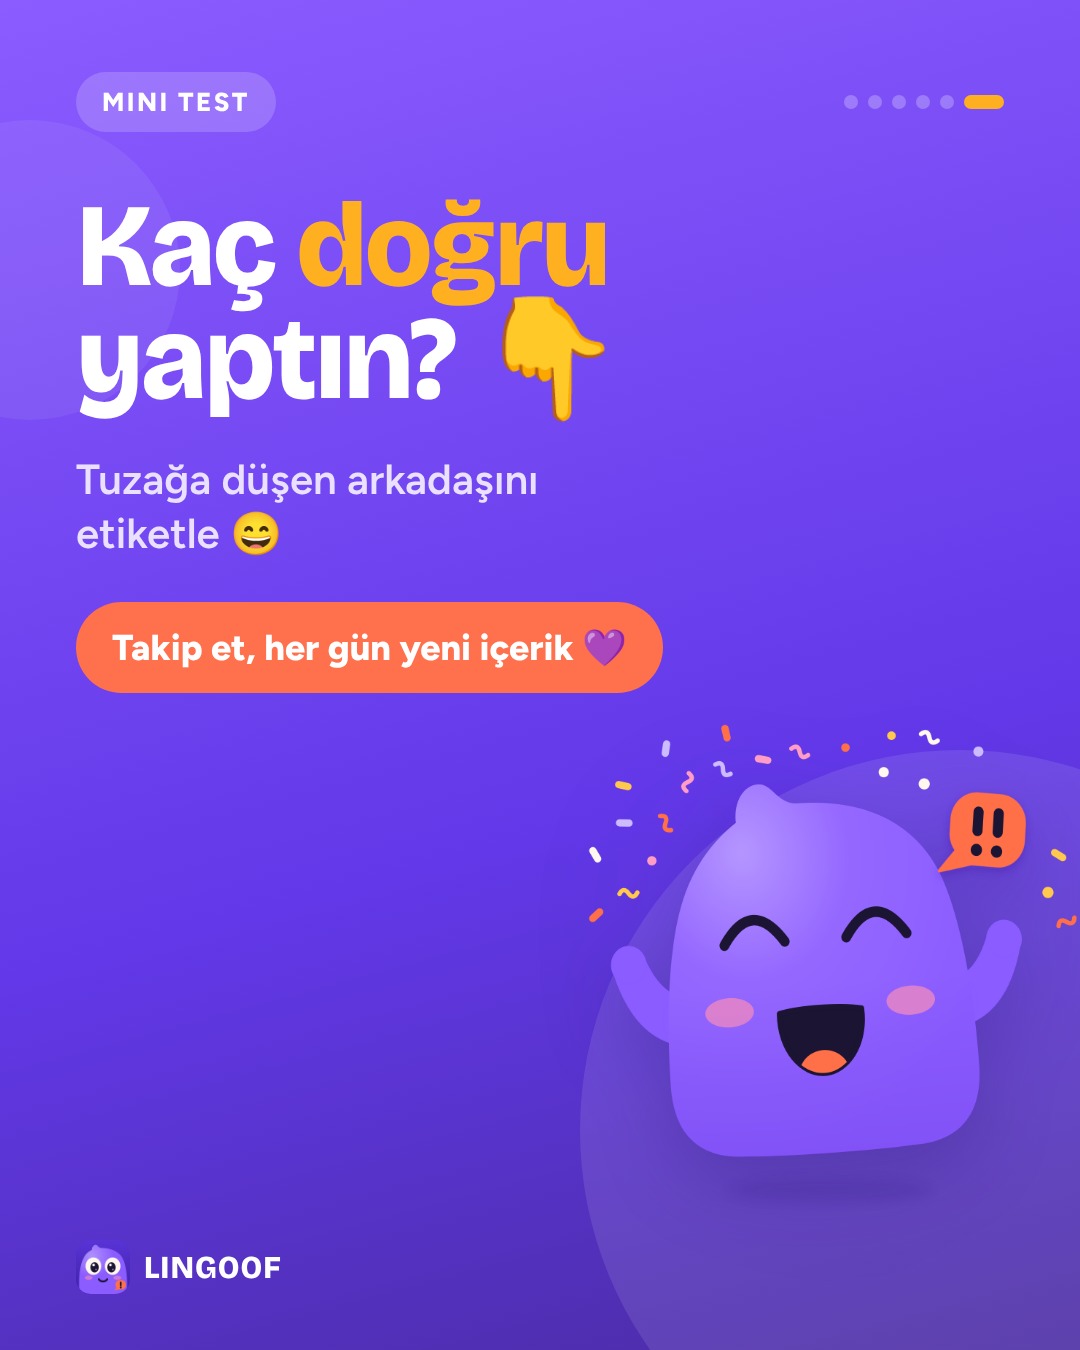 MINI TEST
Kaç doğru
yaptın? 👇
Tuzağa düşen arkadaşını
etiketle 😄
Takip et, her gün yeni içerik 💜
!!
LINGOOF